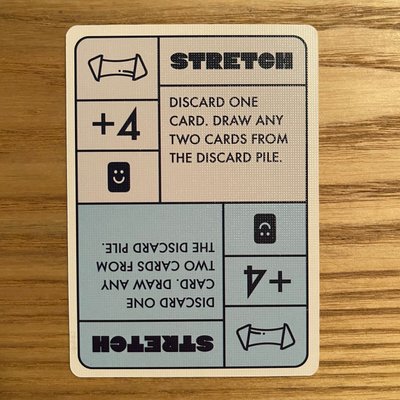 STRETCH
DISCARD ONE
CARD. DRAW ANY
TWO CARDS FROM
THE DISCARD PILE.
+4
STRETCH
DISCARD ONE
CARD. DRAW ANY
TWO CARDS FROM
THE DISCARD PILE.
+4